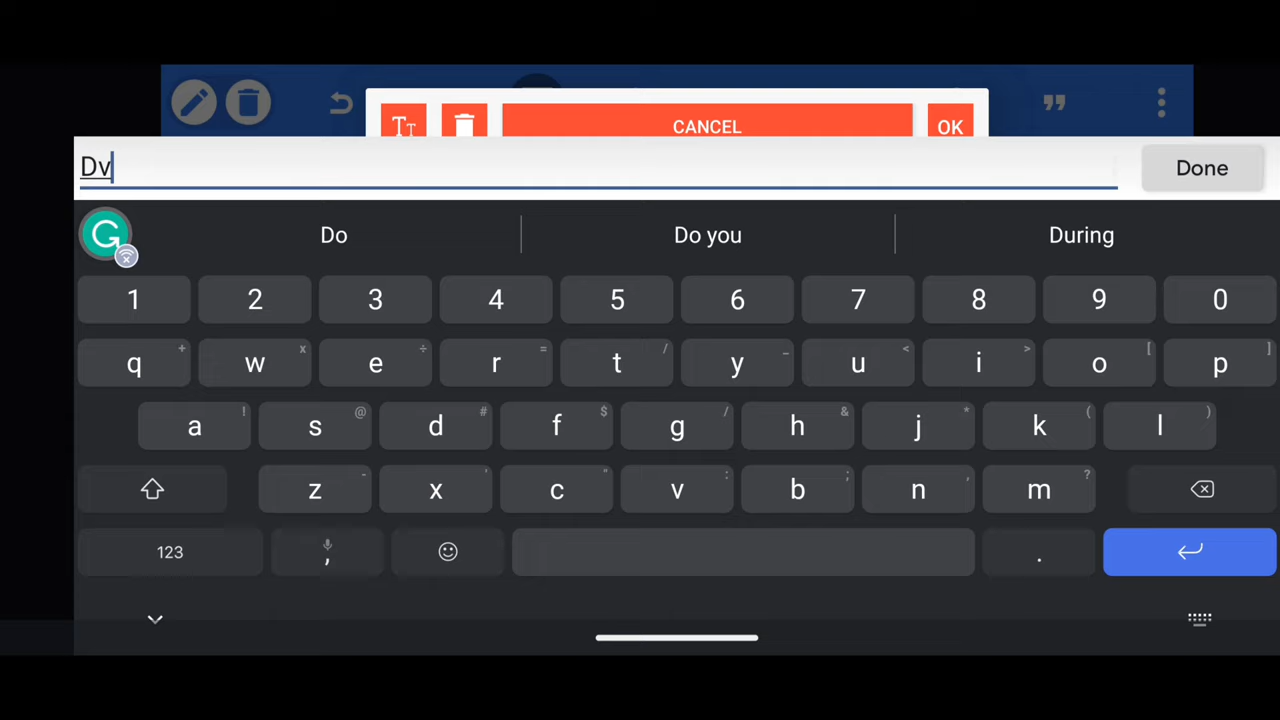 Tт CANCEL OK
Dv Done
Do Do you During
1 2 3 4 5 6 7 8 9 0
q + w x e ÷ r = t / y _ u < i > o [ p ]
a ! s @ d # f $ g / h & j * k ( l )
z - x ' c " v : b ; n , m ?
123 , .